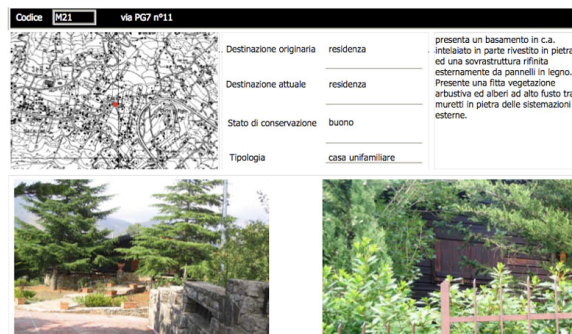 Codice M21 via PG7 n°11
Destinazione originaria residenza
Destinazione attuale residenza
Stato di conservazione buono
Tipologia casa unifamiliare
presenta un basamento in c.a.
intelaiato in parte rivestito in pietra
ed una sovrastruttura rifinita
esternamente da pannelli in legno.
Presente una fitta vegetazione
arbustiva ed alberi ad alto fusto tra
muretti in pietra delle sistemazioni
esterne.